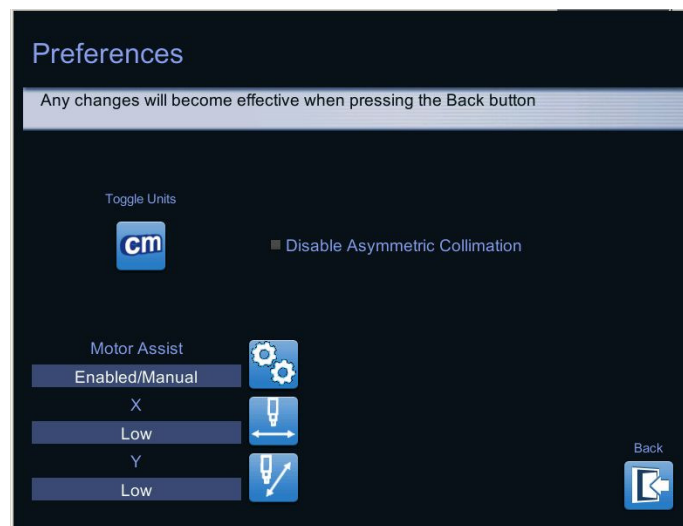 Preferences
Any changes will become effective when pressing the Back button
Toggle Units
cm
Disable Asymmetric Collimation
Motor Assist
Enabled/Manual
X
Low
Y
Low
Back